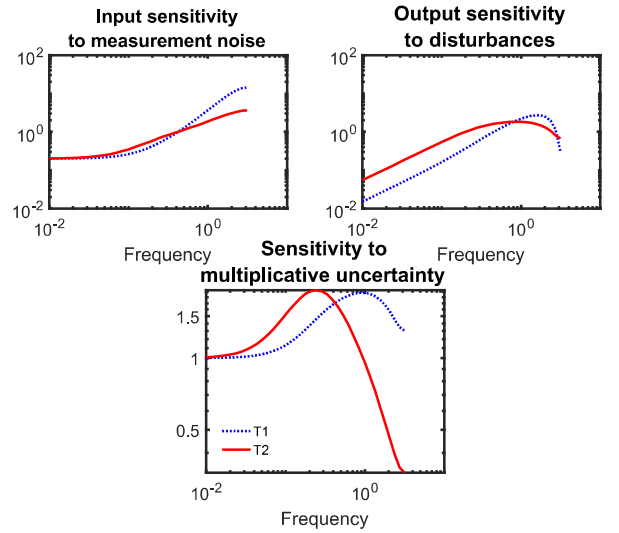 Input sensitivity
to measurement noise
10^2
10^0
10^-2
10^-2
10^0
Frequency
Output sensitivity
to disturbances
10^2
10^0
10^-2
10^-2
10^0
Frequency
Sensitivity to
multiplicative uncertainty
1.5
1
0.5
T1
T2
10^-2
10^0
Frequency